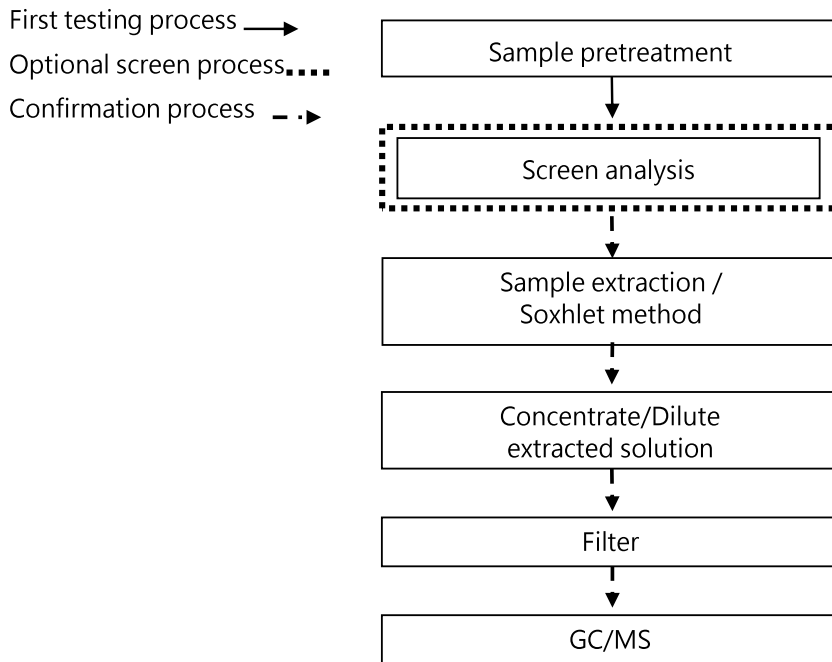 First testing process
Optional screen process
Confirmation process
Sample pretreatment
Screen analysis
Sample extraction /
Soxhlet method
Concentrate/Dilute
extracted solution
Filter
GC/MS